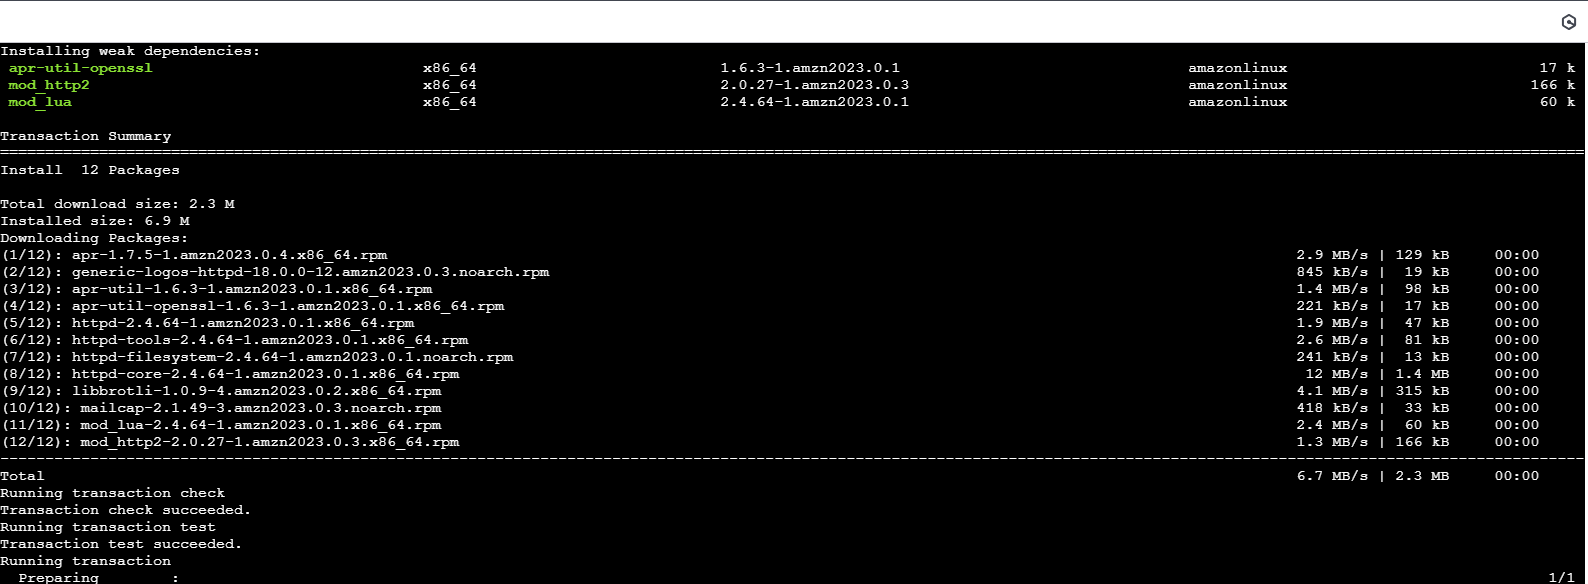 Installing weak dependencies:
apr-util-openssl x86_64 1.6.3-1.amzn2023.0.1 amazonlinux 17 k
mod_http2 x86_64 2.0.27-1.amzn2023.0.3 amazonlinux 166 k
mod_lua x86_64 2.4.64-1.amzn2023.0.1 amazonlinux 60 k
Transaction Summary
================================================================================
Install 12 Packages
Total download size: 2.3 M
Installed size: 6.9 M
Downloading Packages:
(1/12): apr-1.7.5-1.amzn2023.0.4.x86_64.rpm 2.9 MB/s | 129 kB 00:00
(2/12): generic-logos-httpd-18.0.0-12.amzn2023.0.3.noarch.rpm 845 kB/s | 19 kB 00:00
(3/12): apr-util-1.6.3-1.amzn2023.0.1.x86_64.rpm 1.4 MB/s | 98 kB 00:00
(4/12): apr-util-openssl-1.6.3-1.amzn2023.0.1.x86_64.rpm 221 kB/s | 17 kB 00:00
(5/12): httpd-2.4.64-1.amzn2023.0.1.x86_64.rpm 1.9 MB/s | 47 kB 00:00
(6/12): httpd-tools-2.4.64-1.amzn2023.0.1.x86_64.rpm 2.6 MB/s | 81 kB 00:00
(7/12): httpd-filesystem-2.4.64-1.amzn2023.0.1.noarch.rpm 241 kB/s | 13 kB 00:00
(8/12): httpd-core-2.4.64-1.amzn2023.0.1.x86_64.rpm 12 MB/s | 1.4 MB 00:00
(9/12): libbrotli-1.0.9-4.amzn2023.0.2.x86_64.rpm 4.1 MB/s | 315 kB 00:00
(10/12): mailcap-2.1.49-3.amzn2023.0.3.noarch.rpm 418 kB/s | 33 kB 00:00
(11/12): mod_lua-2.4.64-1.amzn2023.0.1.x86_64.rpm 2.4 MB/s | 60 kB 00:00
(12/12): mod_http2-2.0.27-1.amzn2023.0.3.x86_64.rpm 1.3 MB/s | 166 kB 00:00
--------------------------------------------------------------------------------
Total 6.7 MB/s | 2.3 MB 00:00
Running transaction check
Transaction check succeeded.
Running transaction test
Transaction test succeeded.
Running transaction
Preparing : 1/1